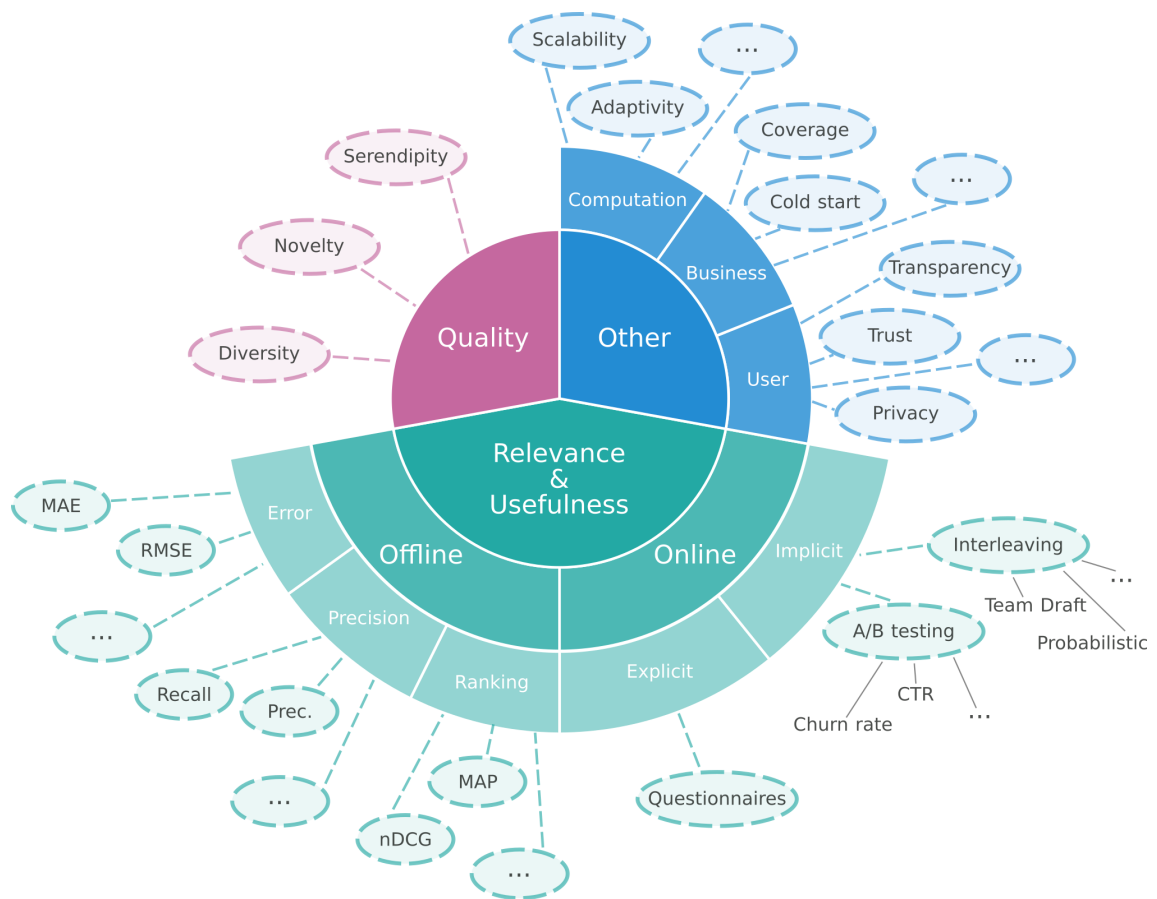 Scalability
...
Adaptivity
Coverage
Serendipity
...
Computation
Cold start
Novelty
Transparency
Business
Quality
Other
Trust
Diversity
...
User
Privacy
Relevance
&
Usefulness
MAE
Error
RMSE
Offline
Online
Implicit
Interleaving
...
Team Draft
Probabilistic
...
Precision
A/B testing
CTR
Churn rate
...
Recall
Prec.
Ranking
Explicit
...
MAP
nDCG
...
Questionnaires